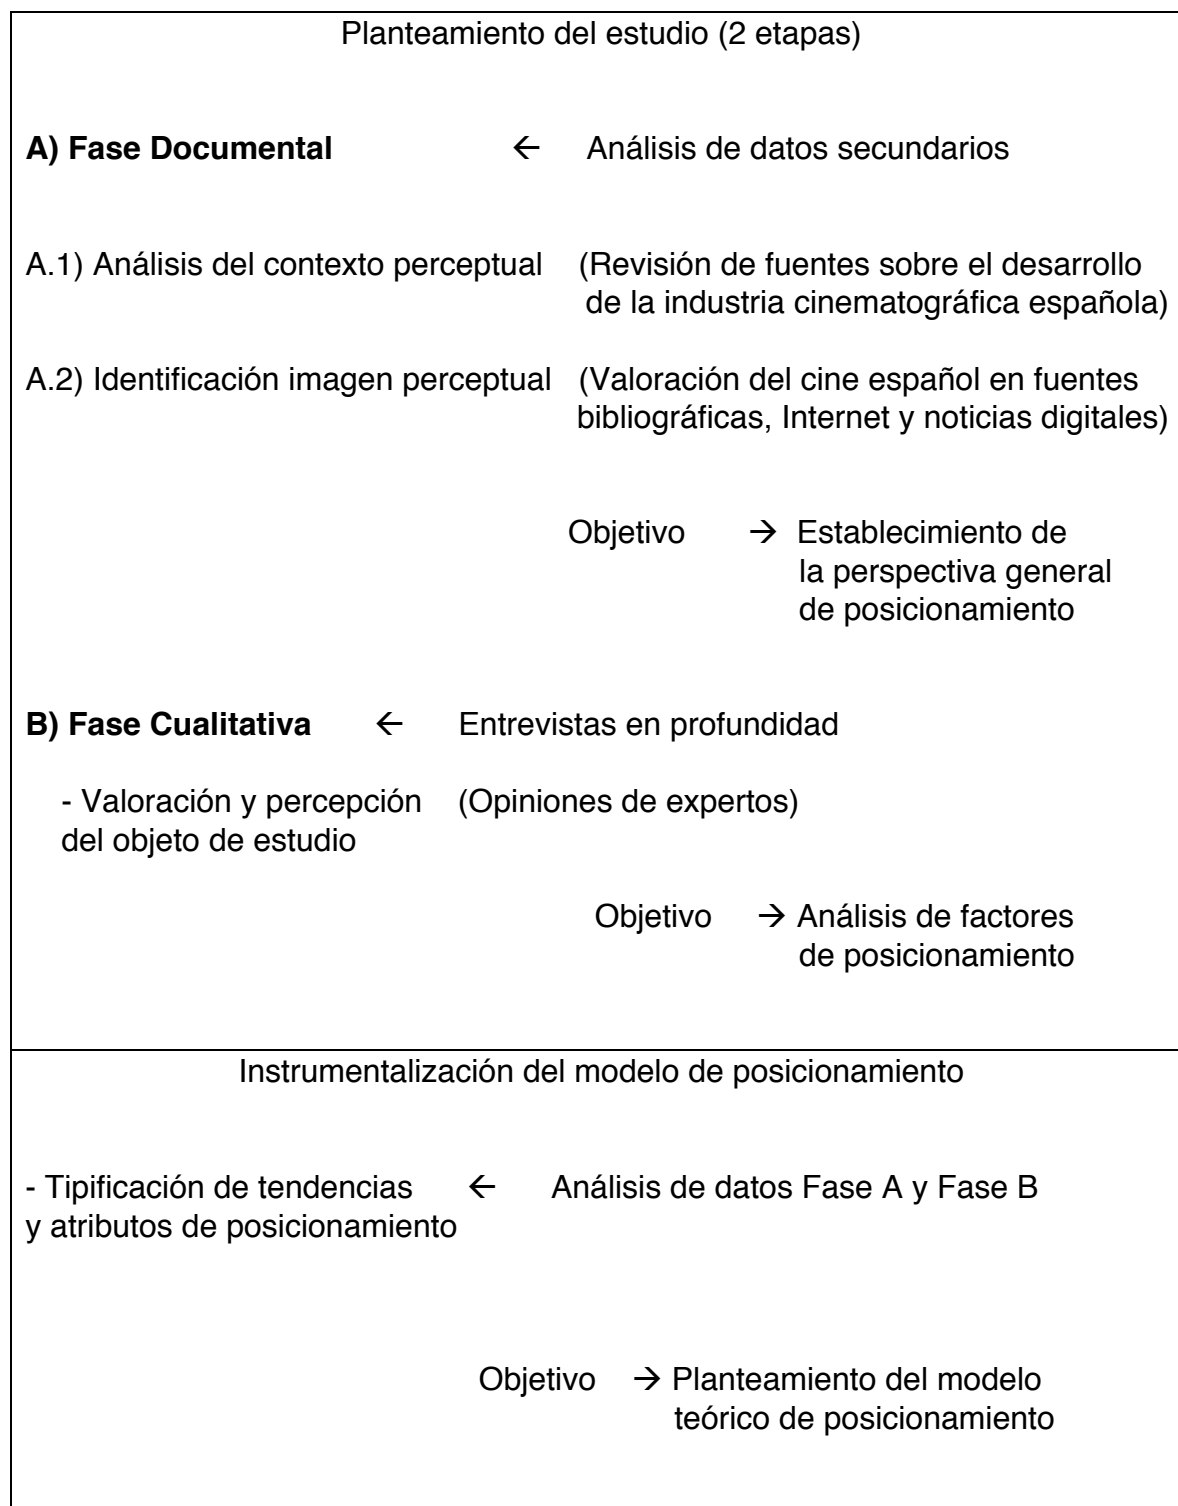 Planteamiento del estudio (2 etapas)
A) Fase Documental ← Análisis de datos secundarios
A.1) Análisis del contexto perceptual (Revisión de fuentes sobre el desarrollo
de la industria cinematográfica española)
A.2) Identificación imagen perceptual (Valoración del cine español en fuentes
bibliográficas, Internet y noticias digitales)
Objetivo → Establecimiento de
la perspectiva general
de posicionamiento
B) Fase Cualitativa ← Entrevistas en profundidad
- Valoración y percepción (Opiniones de expertos)
del objeto de estudio
Objetivo → Análisis de factores
de posicionamiento
Instrumentalización del modelo de posicionamiento
- Tipificación de tendencias ← Análisis de datos Fase A y Fase B
y atributos de posicionamiento
Objetivo → Planteamiento del modelo
teórico de posicionamiento